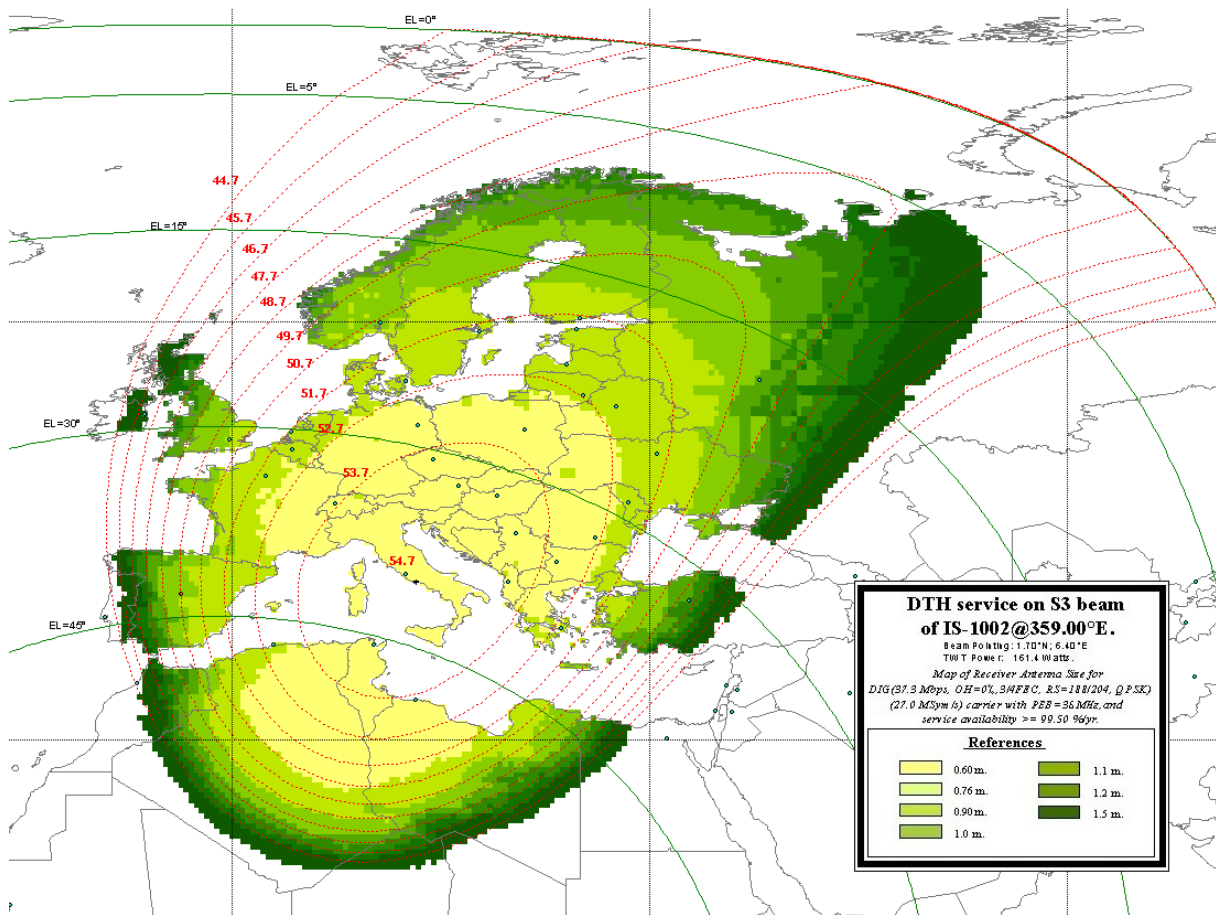 EL=0°
EL=5°
44.7
45.7
EL=15°
46.7
47.7
48.7
49.7
50.7
51.7
EL=30°
52.7
53.7
54.7
EL=45°
DTH service on S3 beam
of IS-1002@359.00°E.
Beam Pointing: 1.70°N; 6.40°E
TWT Power: 161.4 Watts.
Map of Receiver Antenna Size for
DIG(37.3 Mbps, OH=0%, 3/4FEC, RS=188/204, QPSK)
(27.0 MSym/s) carrier with PEB=36MHz, and
service availability >= 99.50 %/yr.
References
0.60 m.
0.76 m.
0.90 m.
1.0 m.
1.1 m.
1.2 m.
1.5 m.